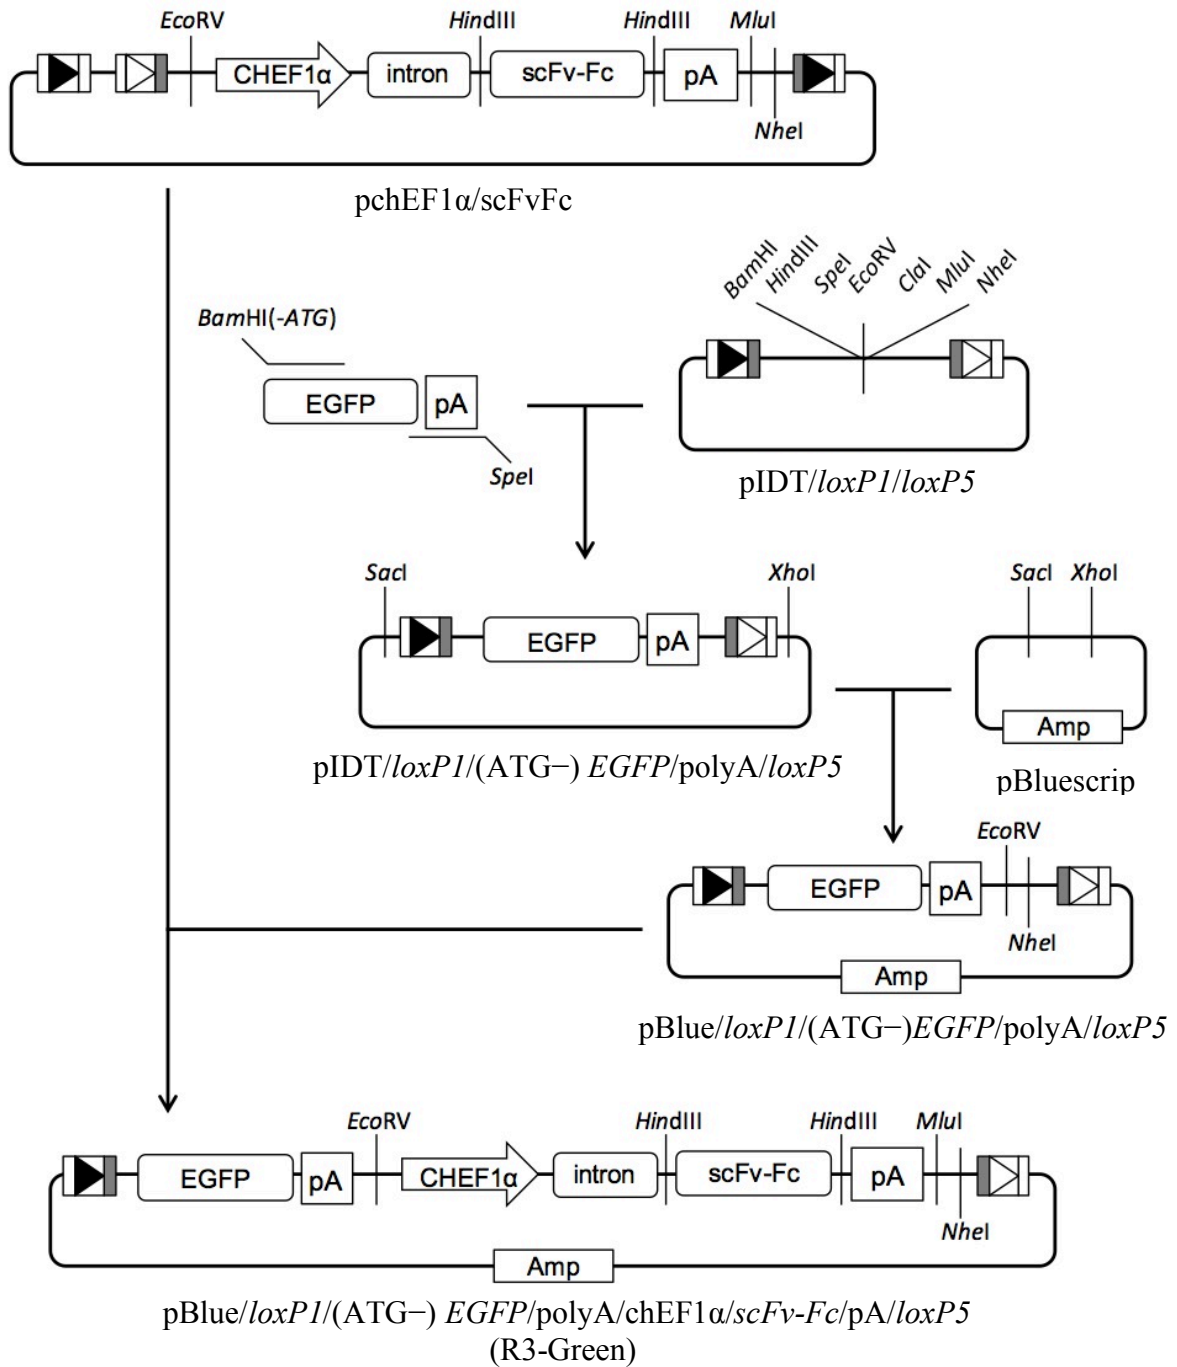 EcoRV HindIII HindIII MluI
CHEF1α intron scFv-Fc pA
NheI
pchEF1α/scFvFc
BamHI HindIII SpeI EcoRV ClaI MluI NheI
BamHI(-ATG)
EGFP pA
SpeI
pIDT/loxP1/loxP5
SacI XhoI
EGFP pA
pIDT/loxP1/(ATG−) EGFP/polyA/loxP5
SacI XhoI
Amp
pBluescrip
EcoRV
EGFP pA
NheI
Amp
pBlue/loxP1/(ATG−)EGFP/polyA/loxP5
EcoRV HindIII HindIII MluI
EGFP pA CHEF1α intron scFv-Fc pA
NheI
Amp
pBlue/loxP1/(ATG−) EGFP/polyA/chEF1α/scFv-Fc/pA/loxP5
(R3-Green)